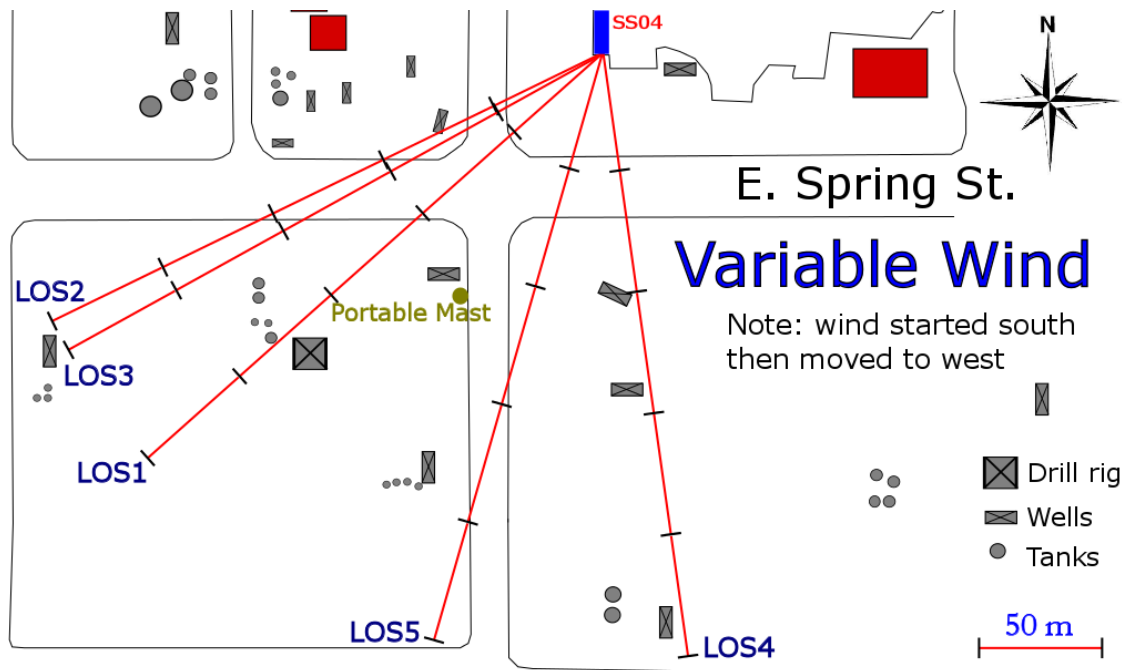 SS04
N
E. Spring St.
Variable Wind
Note: wind started south
then moved to west
LOS2
Portable Mast
LOS3
LOS1
Drill rig
Wells
Tanks
LOS5
LOS4
50 m